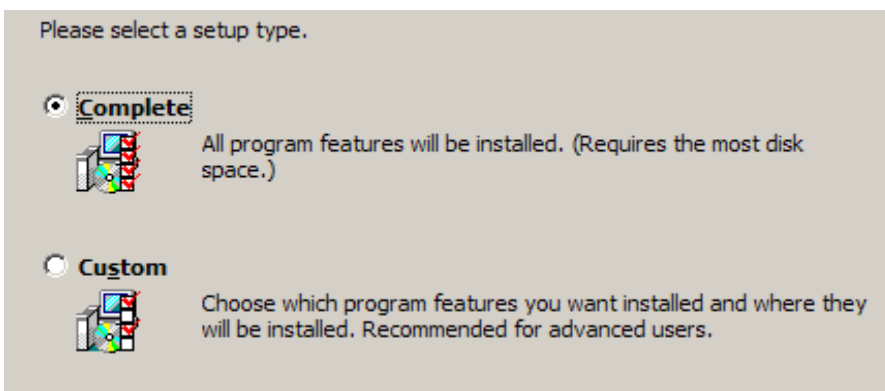 Please select a setup type.
Complete
All program features will be installed. (Requires the most disk
space.)
Custom
Choose which program features you want installed and where they
will be installed. Recommended for advanced users.